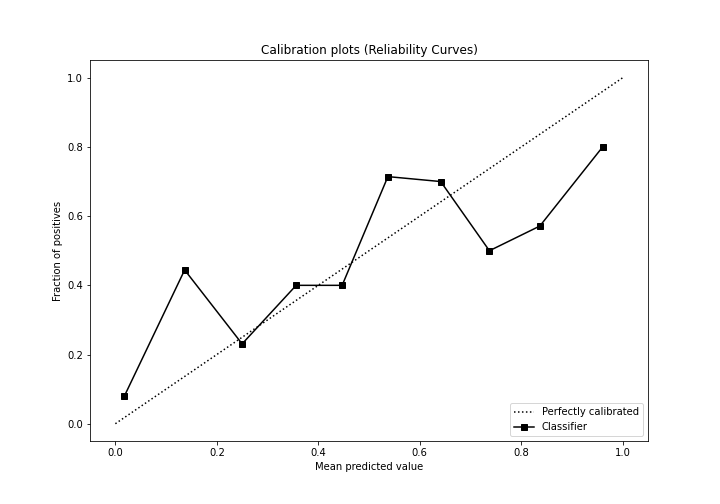 Calibration plots (Reliability Curves)
Fraction of positives
1.0
0.8
0.6
0.4
0.2
0.0
0.0 0.2 0.4 0.6 0.8 1.0
Mean predicted value
Perfectly calibrated
Classifier